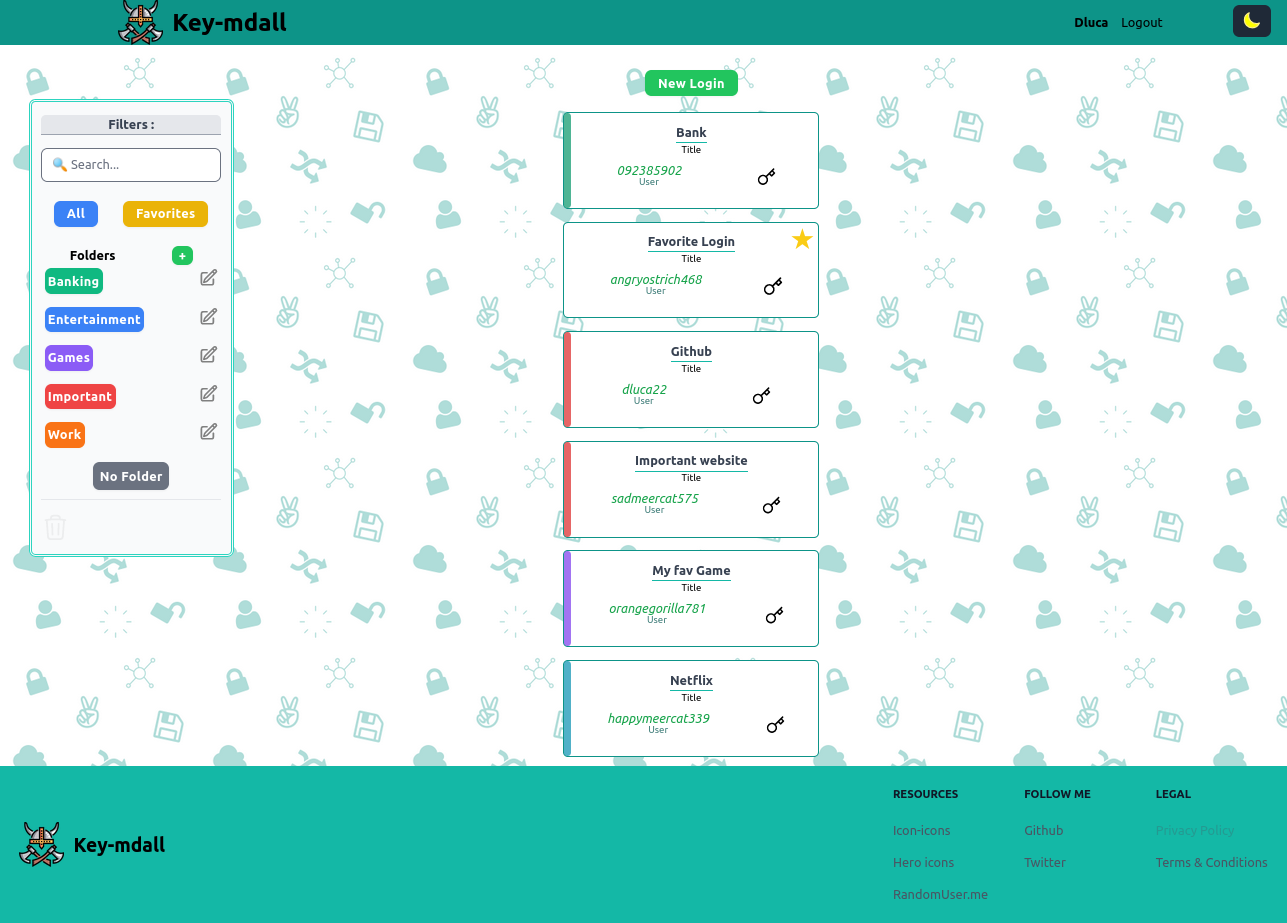 Key-mdall
Dluca Logout
New Login
Filters :
Search...
All Favorites
Folders +
Banking
Entertainment
Games
Important
Work
No Folder
Bank
Title
092385902
User
Favorite Login
Title
angryostrich468
User
Github
Title
dluca22
User
Important website
Title
sadmeercat575
User
My fav Game
Title
orangegorilla781
User
Netflix
Title
happymeercat339
User
Key-mdall
RESOURCES
Icon-icons
Hero icons
RandomUser.me
FOLLOW ME
Github
Twitter
LEGAL
Privacy Policy
Terms & Conditions